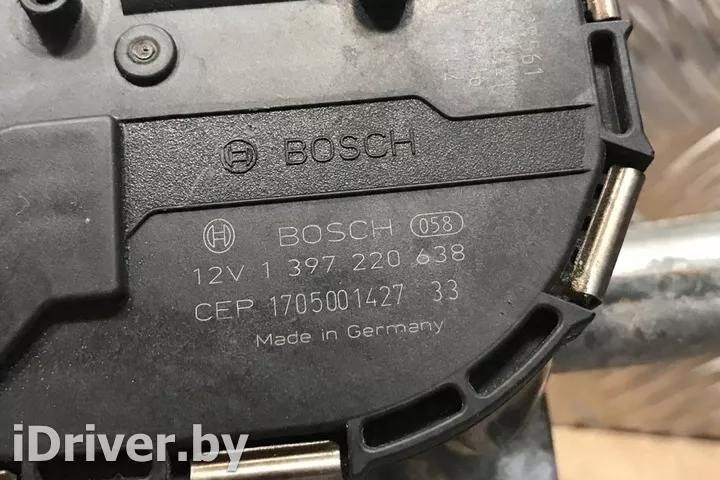 BOSCH
BOSCH 058
12V 1 397 220 638
CEP 1705001427 33
Made in Germany
iDriver.by